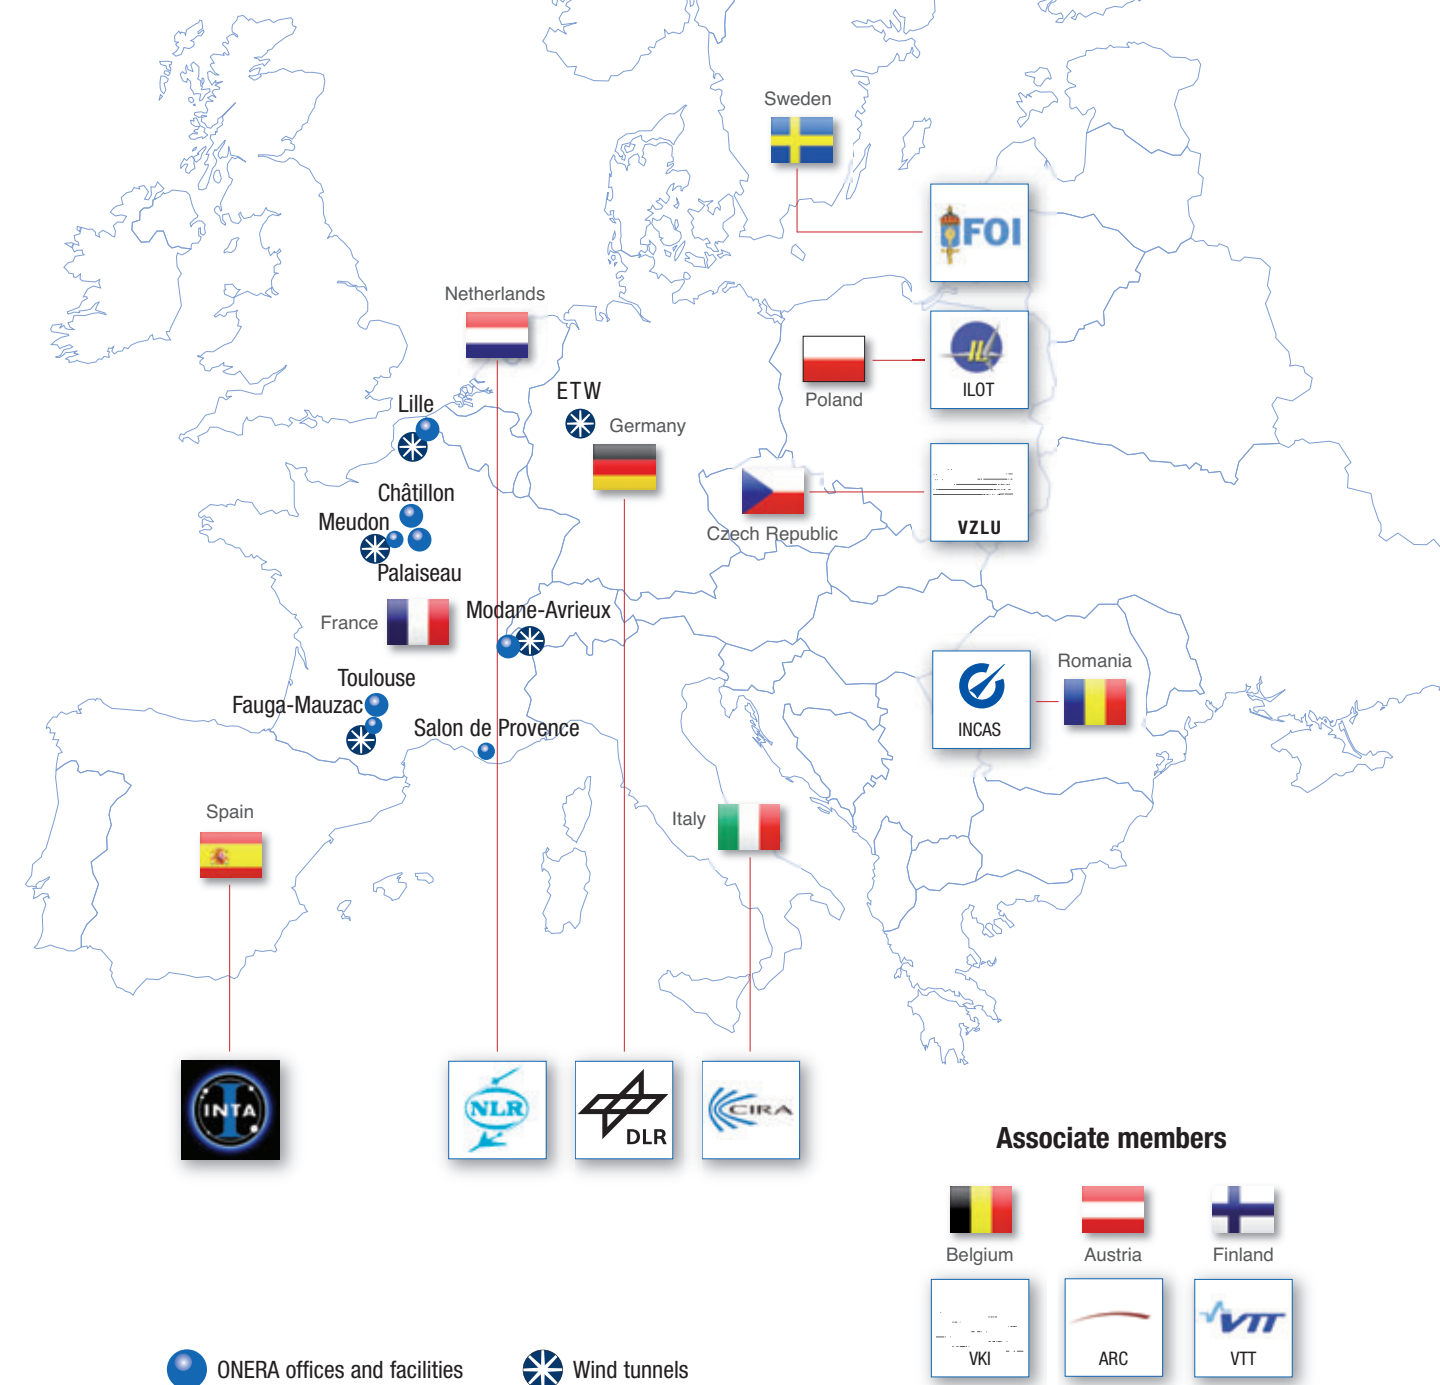 Sweden
FOI
Netherlands
IL
ILOT
Poland
ETW
Lille
Germany
Châtillon
Meudon
VZLU
Czech Republic
Palaiseau
Modane-Avrieux
France
Romania
Toulouse
Fauga-Mauzac
Salon de Provence
INCAS
Spain
Italy
INTA
NLR
DLR
CIRA
Associate members
Belgium
Austria
Finland
VTT
VKI
ARC
VTT
ONERA offices and facilities
Wind tunnels